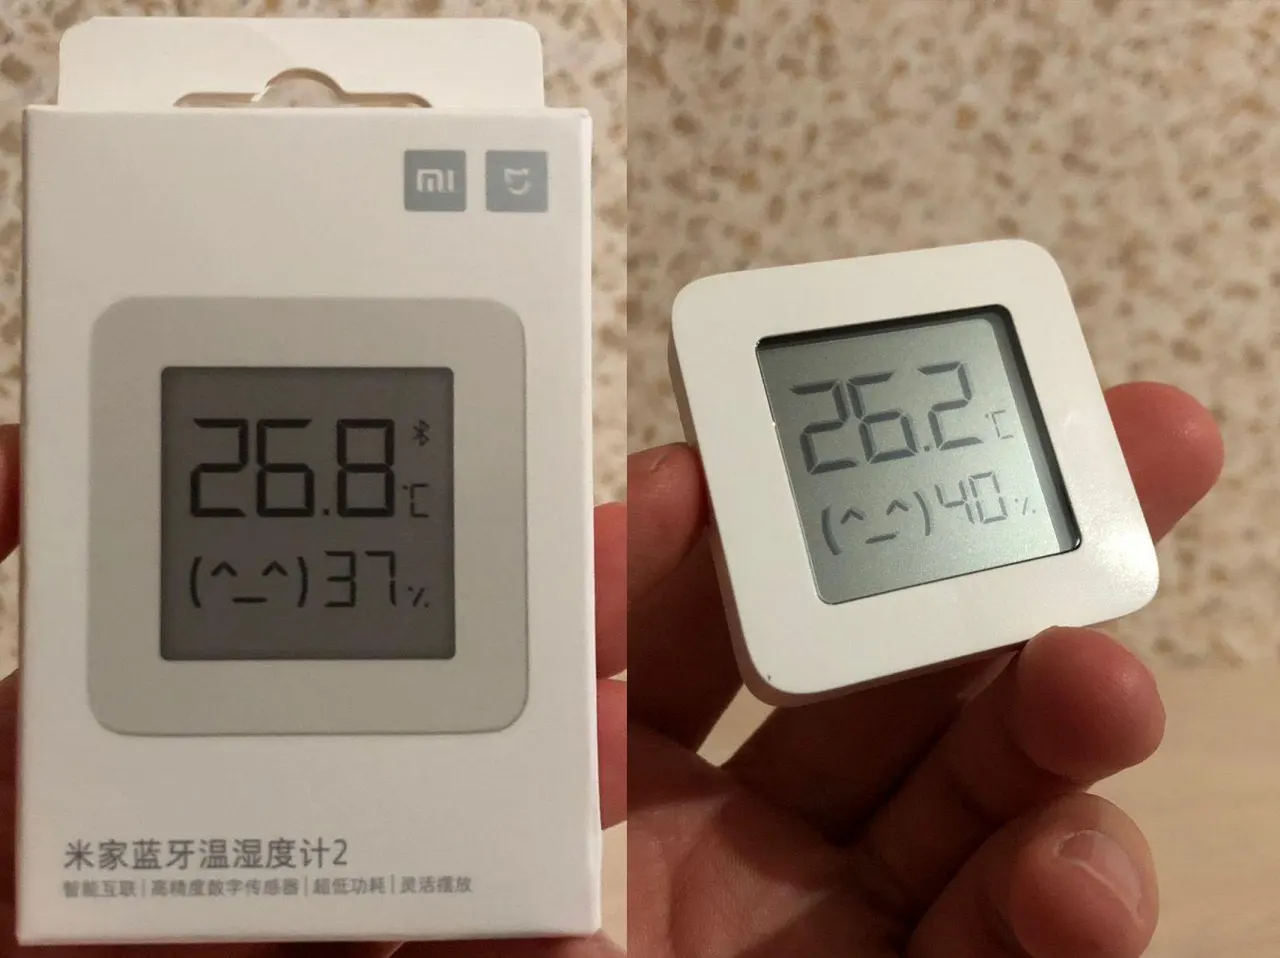 mi
26.8 °C
(^_^) 37 %
米家蓝牙温湿度计2
智能互联|高精度数字传感器|超低功耗|灵活摆放
26.2 °C
(^_^) 40 %